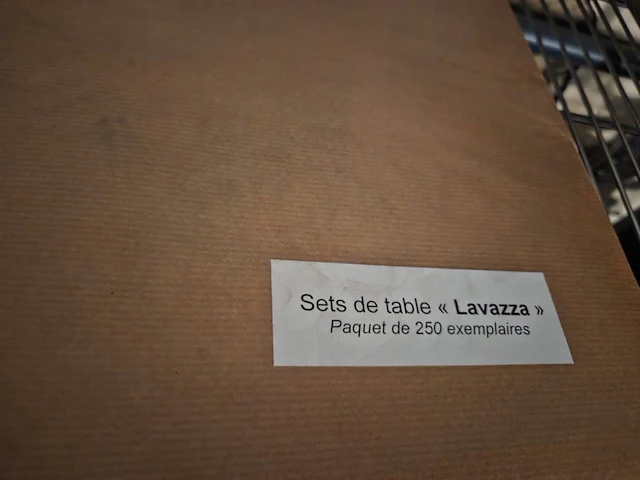 Sets de table « Lavazza »
Paquet de 250 exemplaires